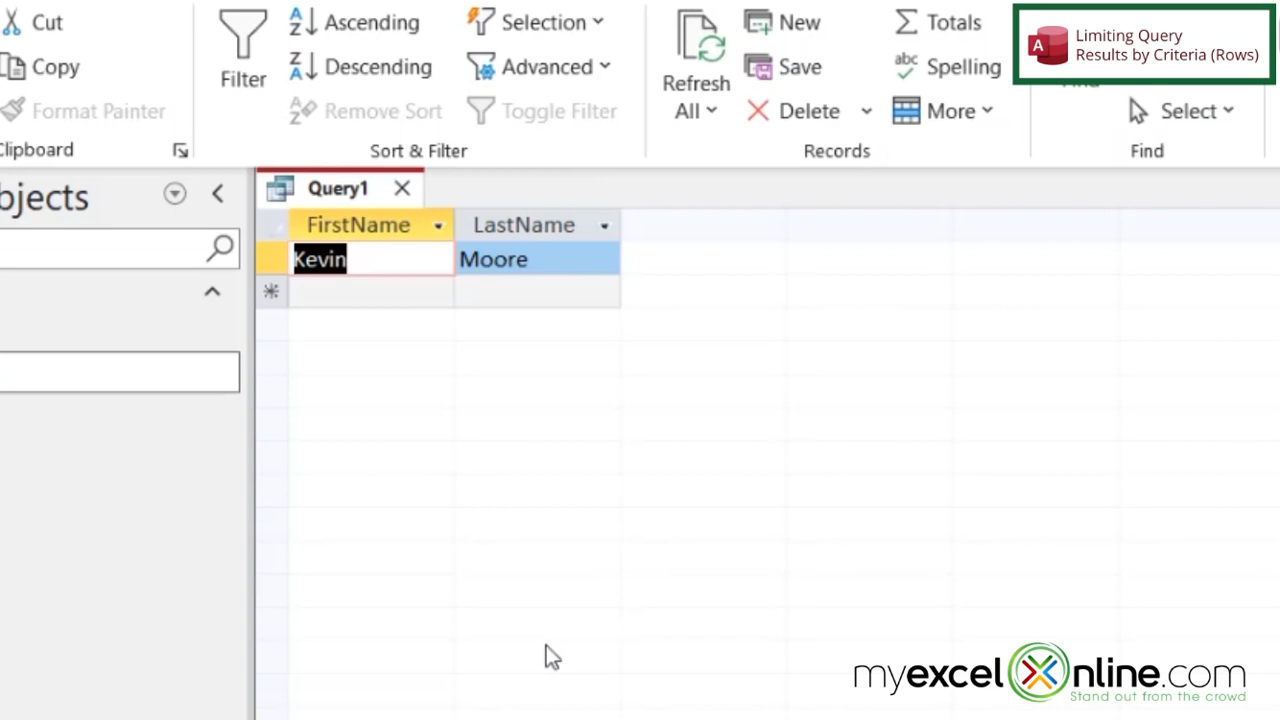 Cut
Copy
Format Painter
Clipboard
Filter
Ascending
Descending
Remove Sort
Selection
Advanced
Toggle Filter
Sort & Filter
Refresh
All
New
Save
Delete
Totals
Spelling
More
Records
Select
Find
A
Limiting Query
Results by Criteria (Rows)
bjects
Query1
FirstName
LastName
Kevin
Moore
myexcelonline.com
Stand out from the crowd